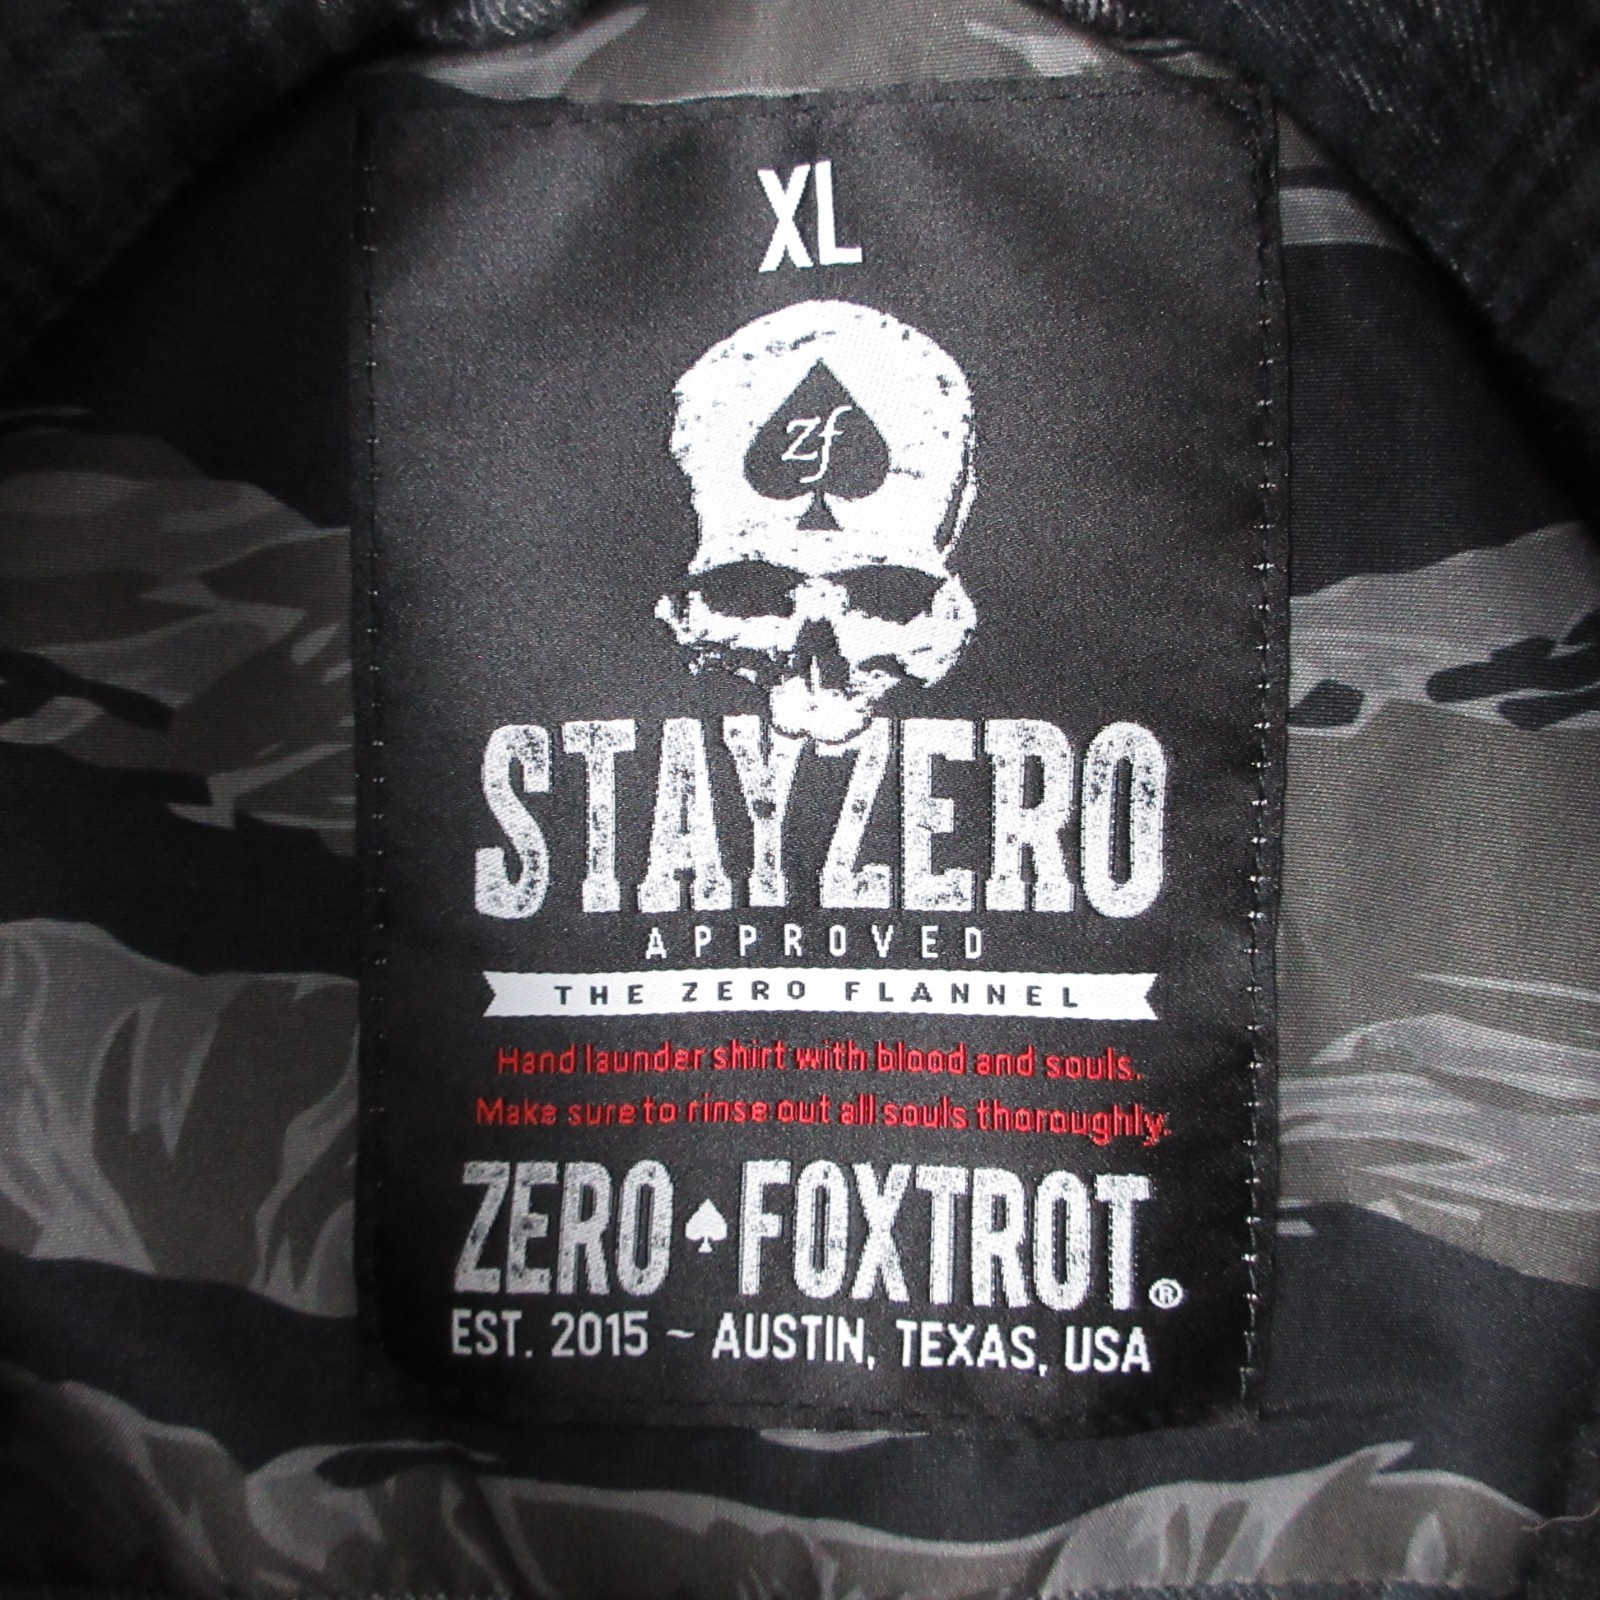 XL
zf
STAYZERO
APPROVED
THE ZERO FLANNEL
Hand launder shirt with blood and souls.
Make sure to rinse out all souls thoroughly.
ZERO♠FOXTROT®
EST. 2015 ~ AUSTIN, TEXAS, USA